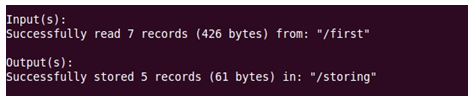 Input(s):
Successfully read 7 records (426 bytes) from: "/first"
Output(s):
Successfully stored 5 records (61 bytes) in: "/storing"